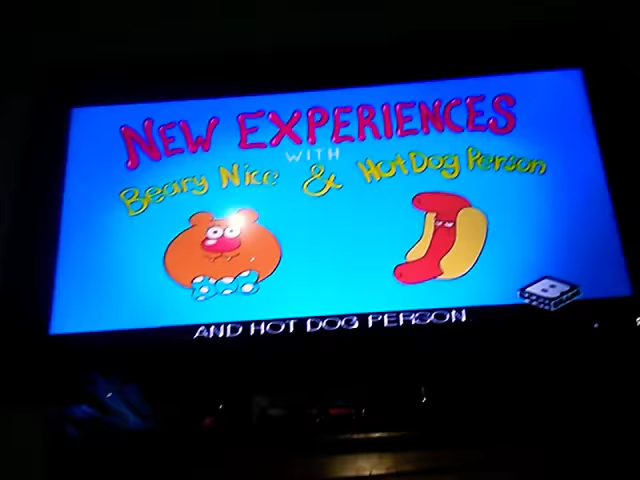 NEW EXPERIENCES
WITH
Beary Nice & HotDog Person
AND HOT DOG PERSON.